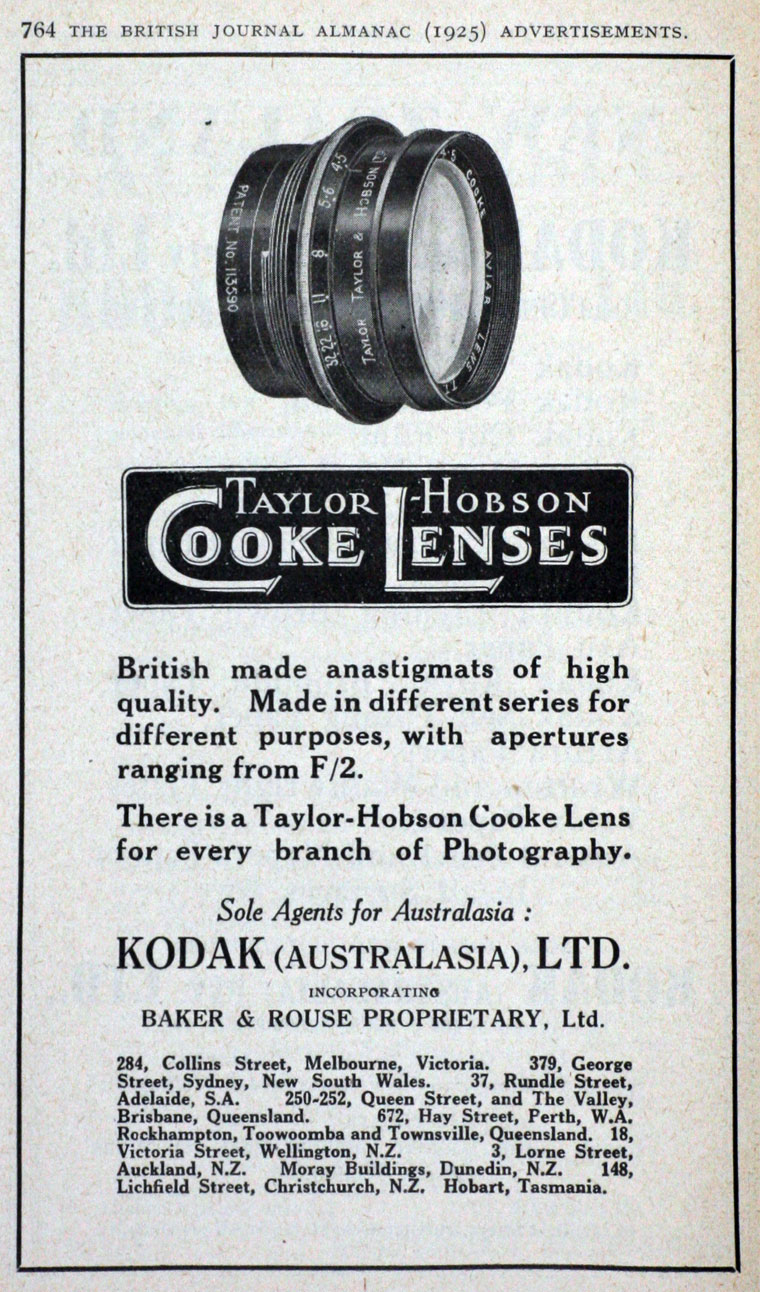 764 THE BRITISH JOURNAL ALMANAC (1925) ADVERTISEMENTS.
PATENT No. 113590
4·5
5·6
8
11
16
22
32
TAYLOR TAYLOR & HOBSON LTD
4·5 COOKE AVIAR LENS
TAYLOR-HOBSON
COOKE LENSES
British made anastigmats of high
quality. Made in different series for
different purposes, with apertures
ranging from F/2.
There is a Taylor-Hobson Cooke Lens
for every branch of Photography.
Sole Agents for Australasia :
KODAK (AUSTRALASIA), LTD.
INCORPORATING
BAKER & ROUSE PROPRIETARY, Ltd.
284, Collins Street, Melbourne, Victoria. 379, George
Street, Sydney, New South Wales. 37, Rundle Street,
Adelaide, S.A. 250-252, Queen Street, and The Valley,
Brisbane, Queensland. 672, Hay Street, Perth, W.A.
Rockhampton, Toowoomba and Townsville, Queensland. 18,
Victoria Street, Wellington, N.Z. 3, Lorne Street,
Auckland, N.Z. Moray Buildings, Dunedin, N.Z. 148,
Lichfield Street, Christchurch, N.Z. Hobart, Tasmania.